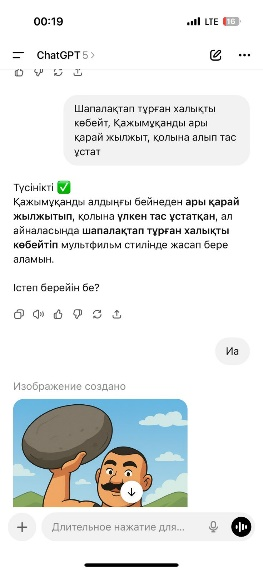 00:19
LTE 16
ChatGPT 5 >
Шапалақтап тұрған халықты
көбейт, Қажымұқанды ары
қарай жылжыт, қолына алып тас
ұстат
Түсінікті ✅
Қажымұқанды алдыңғы бейнеден ары қарай
жылжытып, қолына үлкен тас ұстатқан, ал
айналасында шапалақтап тұрған халықты
көбейтіп мультфильм стилінде жасап бере
аламын.
Істеп берейін бе?
Иа
Изображение создано
Длительное нажатие для...